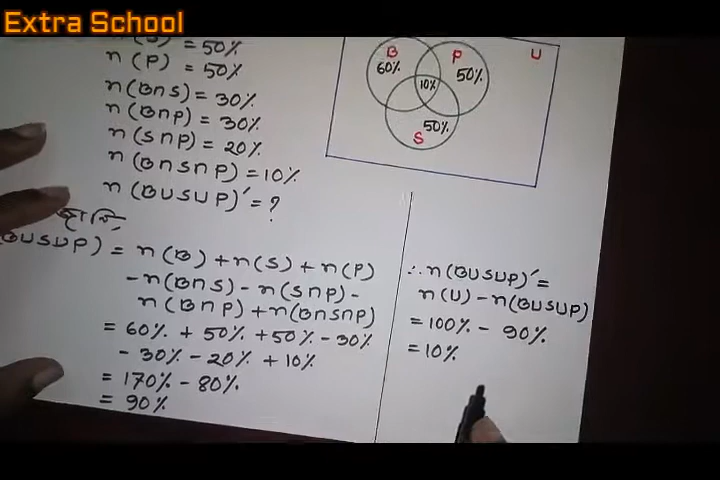 Extra School
= 50%
n (P) = 50%
n (B∩S) = 30%
n (B∩P) = 30%
n (S∩P) = 20%
n (B∩S∩P) = 10%
n (B∪S∪P)′ = ?
B
60%
P
50%
U
10%
50%
S
B∪S∪P) = n (B) + n (S) + n (P)
- n (B∩S) - n (S∩P) -
n (B∩P) + n (B∩S∩P)
= 60% + 50% + 50% - 30%
- 30% - 20% + 10%
= 170% - 80%
= 90%
∴ n (B∪S∪P)′ =
n (U) - n (B∪S∪P)
= 100% - 90%
= 10%